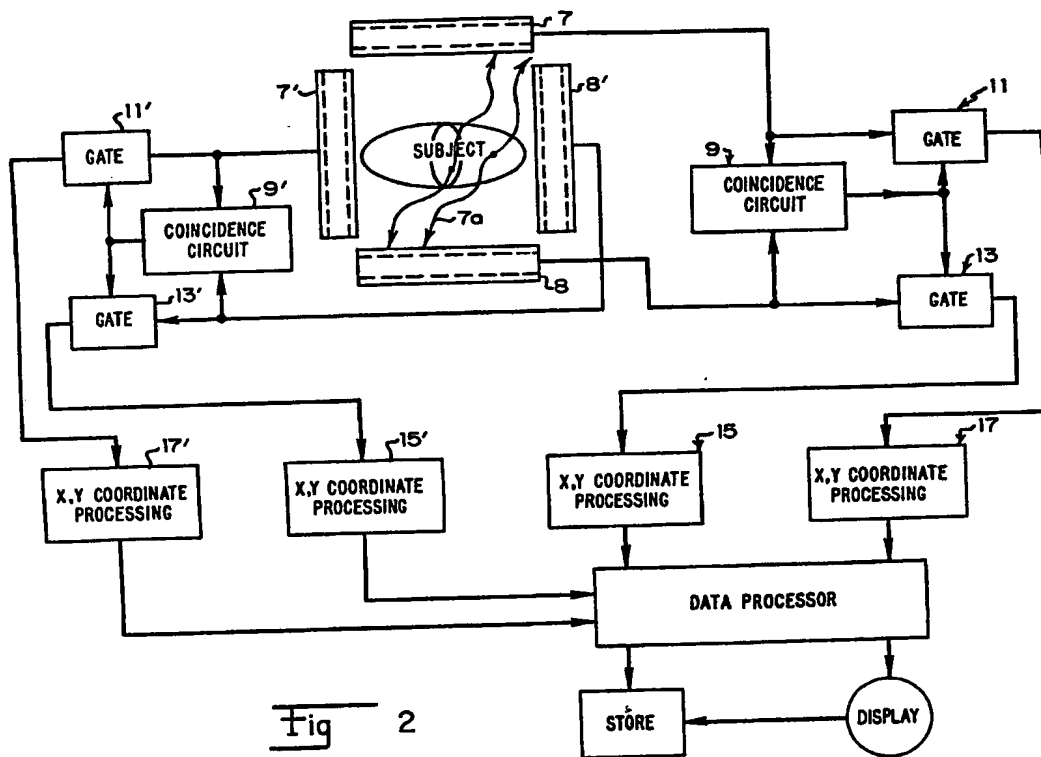 7
7'
8'
11'
11
GATE
SUBJECT
GATE
9
9'
COINCIDENCE
CIRCUIT
COINCIDENCE
CIRCUIT
7a
13'
8
13
GATE
GATE
17'
15'
15
17
X,Y COORDINATE
PROCESSING
X,Y COORDINATE
PROCESSING
X,Y COORDINATE
PROCESSING
X,Y COORDINATE
PROCESSING
DATA PROCESSOR
STORE
DISPLAY
Fig 2